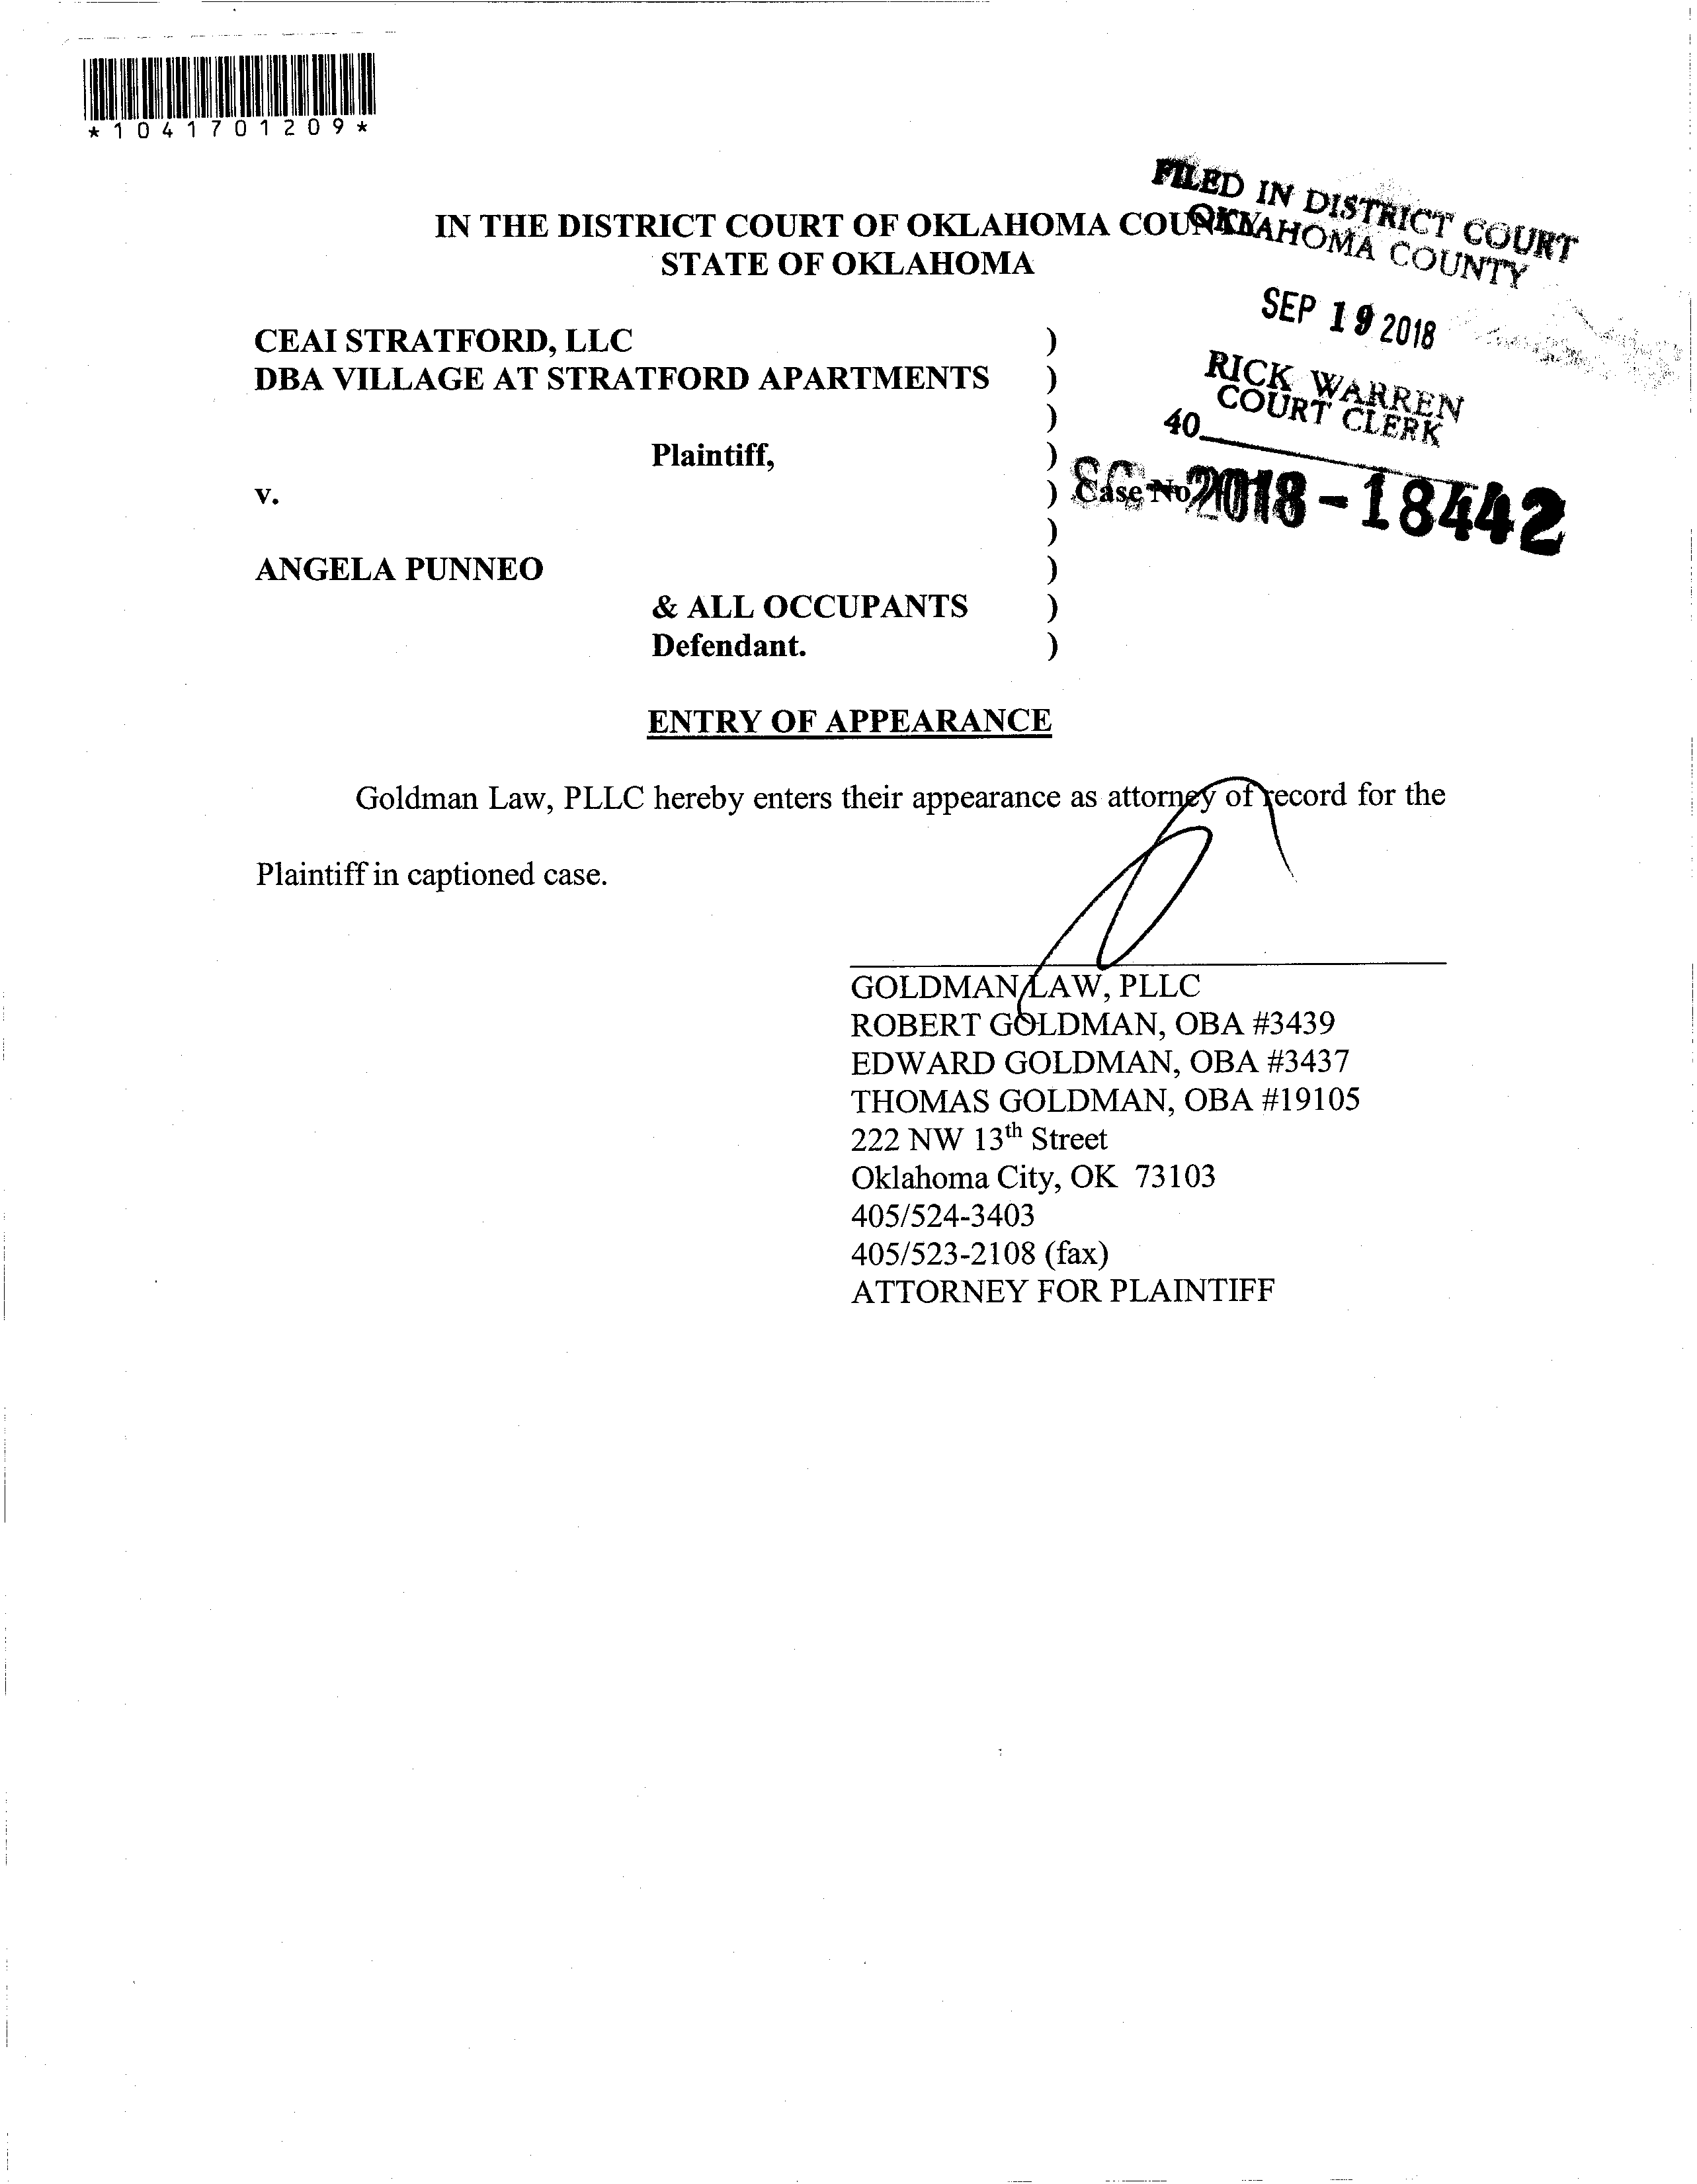 *1041701209*
FILED IN DISTRICT COURT
OKLAHOMA COUNTY
IN THE DISTRICT COURT OF OKLAHOMA COUNTY
STATE OF OKLAHOMA
SEP 19 2018
RICK WARREN
COURT CLERK
40
CEAI STRATFORD, LLC )
DBA VILLAGE AT STRATFORD APARTMENTS )
)
Plaintiff, )
v. ) Case No. SC-2018-18442
)
ANGELA PUNNEO )
& ALL OCCUPANTS )
Defendant. )
ENTRY OF APPEARANCE
Goldman Law, PLLC hereby enters their appearance as attorney of record for the
Plaintiff in captioned case.
GOLDMAN LAW, PLLC
ROBERT GOLDMAN, OBA #3439
EDWARD GOLDMAN, OBA #3437
THOMAS GOLDMAN, OBA #19105
222 NW 13th Street
Oklahoma City, OK 73103
405/524-3403
405/523-2108 (fax)
ATTORNEY FOR PLAINTIFF